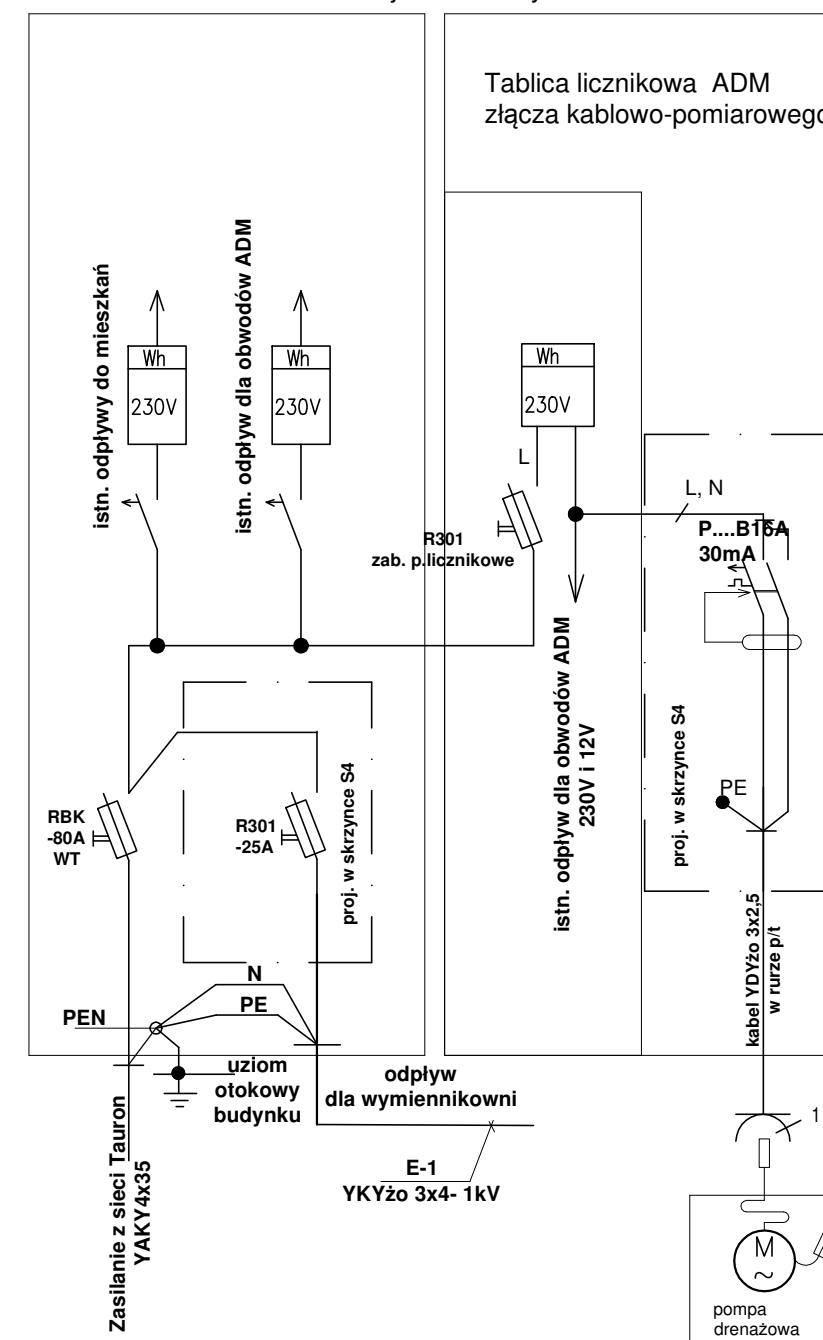 Tablica licznikowa ADM
złącza kablowo-pomiarowego
istn. odpływy do mieszkań
istn. odpływ dla obwodów ADM
Wh
230V
Wh
230V
Wh
230V
L
L, N
R301
zab. p.licznikowe
P....B16A
30mA
istn. odpływ dla obwodów ADM
230V i 12V
proj. w skrzynce S4
PE
RBK
-80A
WT
R301
-25A
proj. w skrzynce S4
kabel YDYżo 3x2,5
w rurze p/t
N
PE
PEN
uziom
otokowy
budynku
odpływ
dla wymiennikowni
Zasilanie z sieci Tauron
YAKY4x35
E-1
YKYżo 3x4- 1kV
1
M
~
pompa
drenażowa